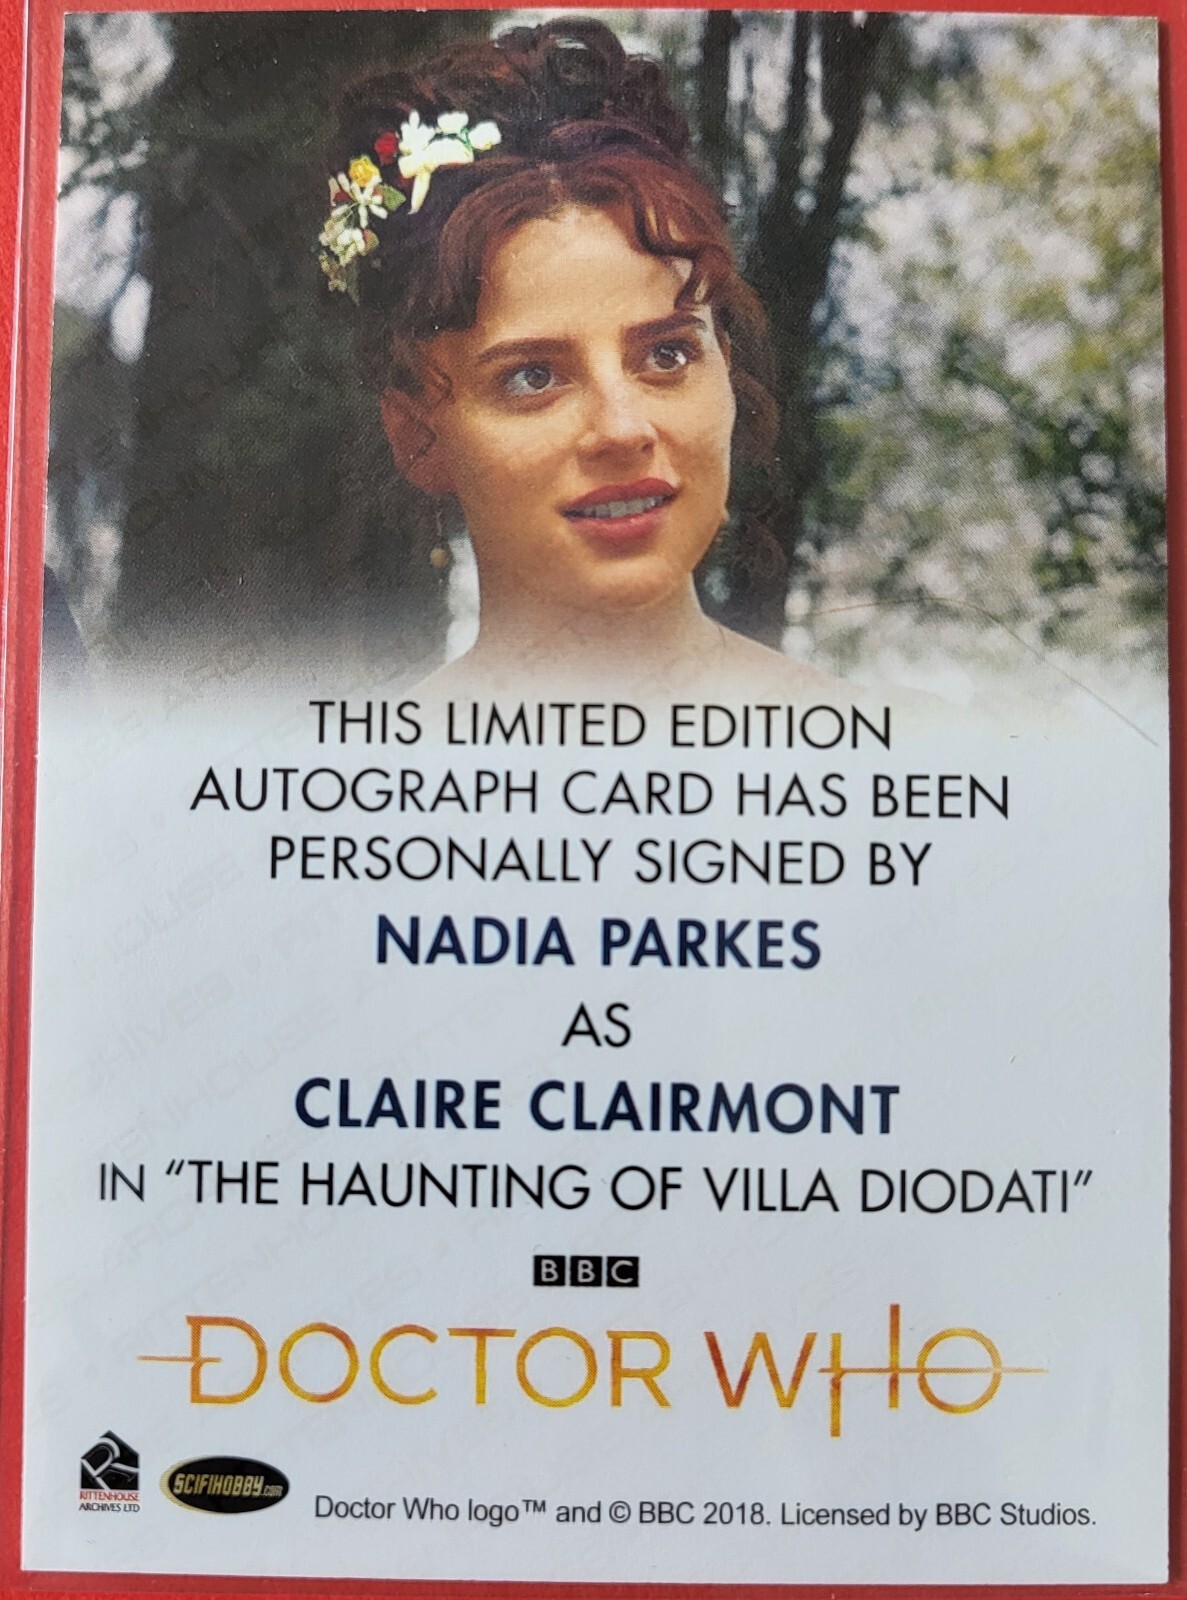 THIS LIMITED EDITION
AUTOGRAPH CARD HAS BEEN
PERSONALLY SIGNED BY
NADIA PARKES
AS
CLAIRE CLAIRMONT
IN “THE HAUNTING OF VILLA DIODATI”
BBC
DOCTOR WHO
RITTENHOUSE
ARCHIVES LTD
SCIFIHOBBY.com
Doctor Who logo™ and © BBC 2018. Licensed by BBC Studios.